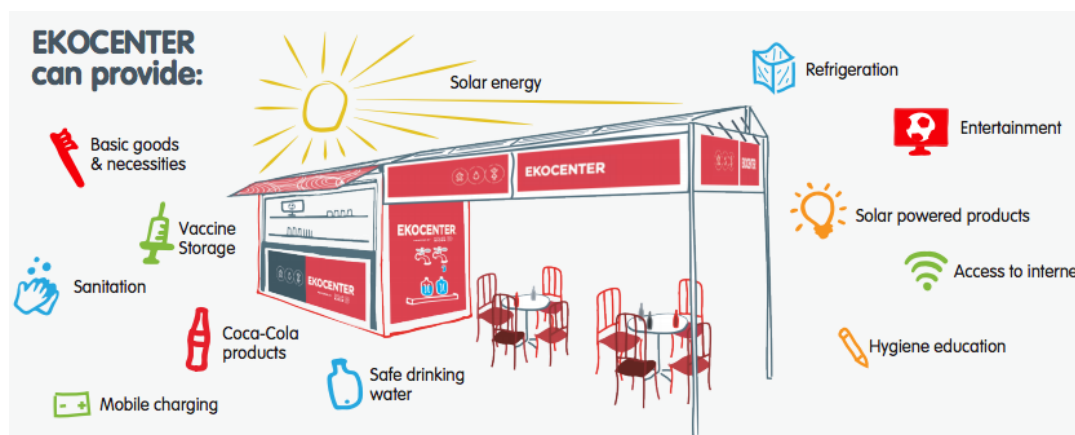 EKOCENTER
can provide:
Solar energy
Refrigeration
Basic goods
& necessities
Entertainment
EKOCENTER
EKOCENTER
Vaccine
Storage
EKOCENTER
Solar powered products
Sanitation
EKOCENTER
Access to interne
Coca-Cola
products
Hygiene education
Safe drinking
water
Mobile charging